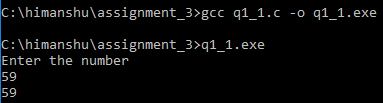 C:\himanshu\assignment_3>gcc q1_1.c -o q1_1.exe
C:\himanshu\assignment_3>q1_1.exe
Enter the number
59
59